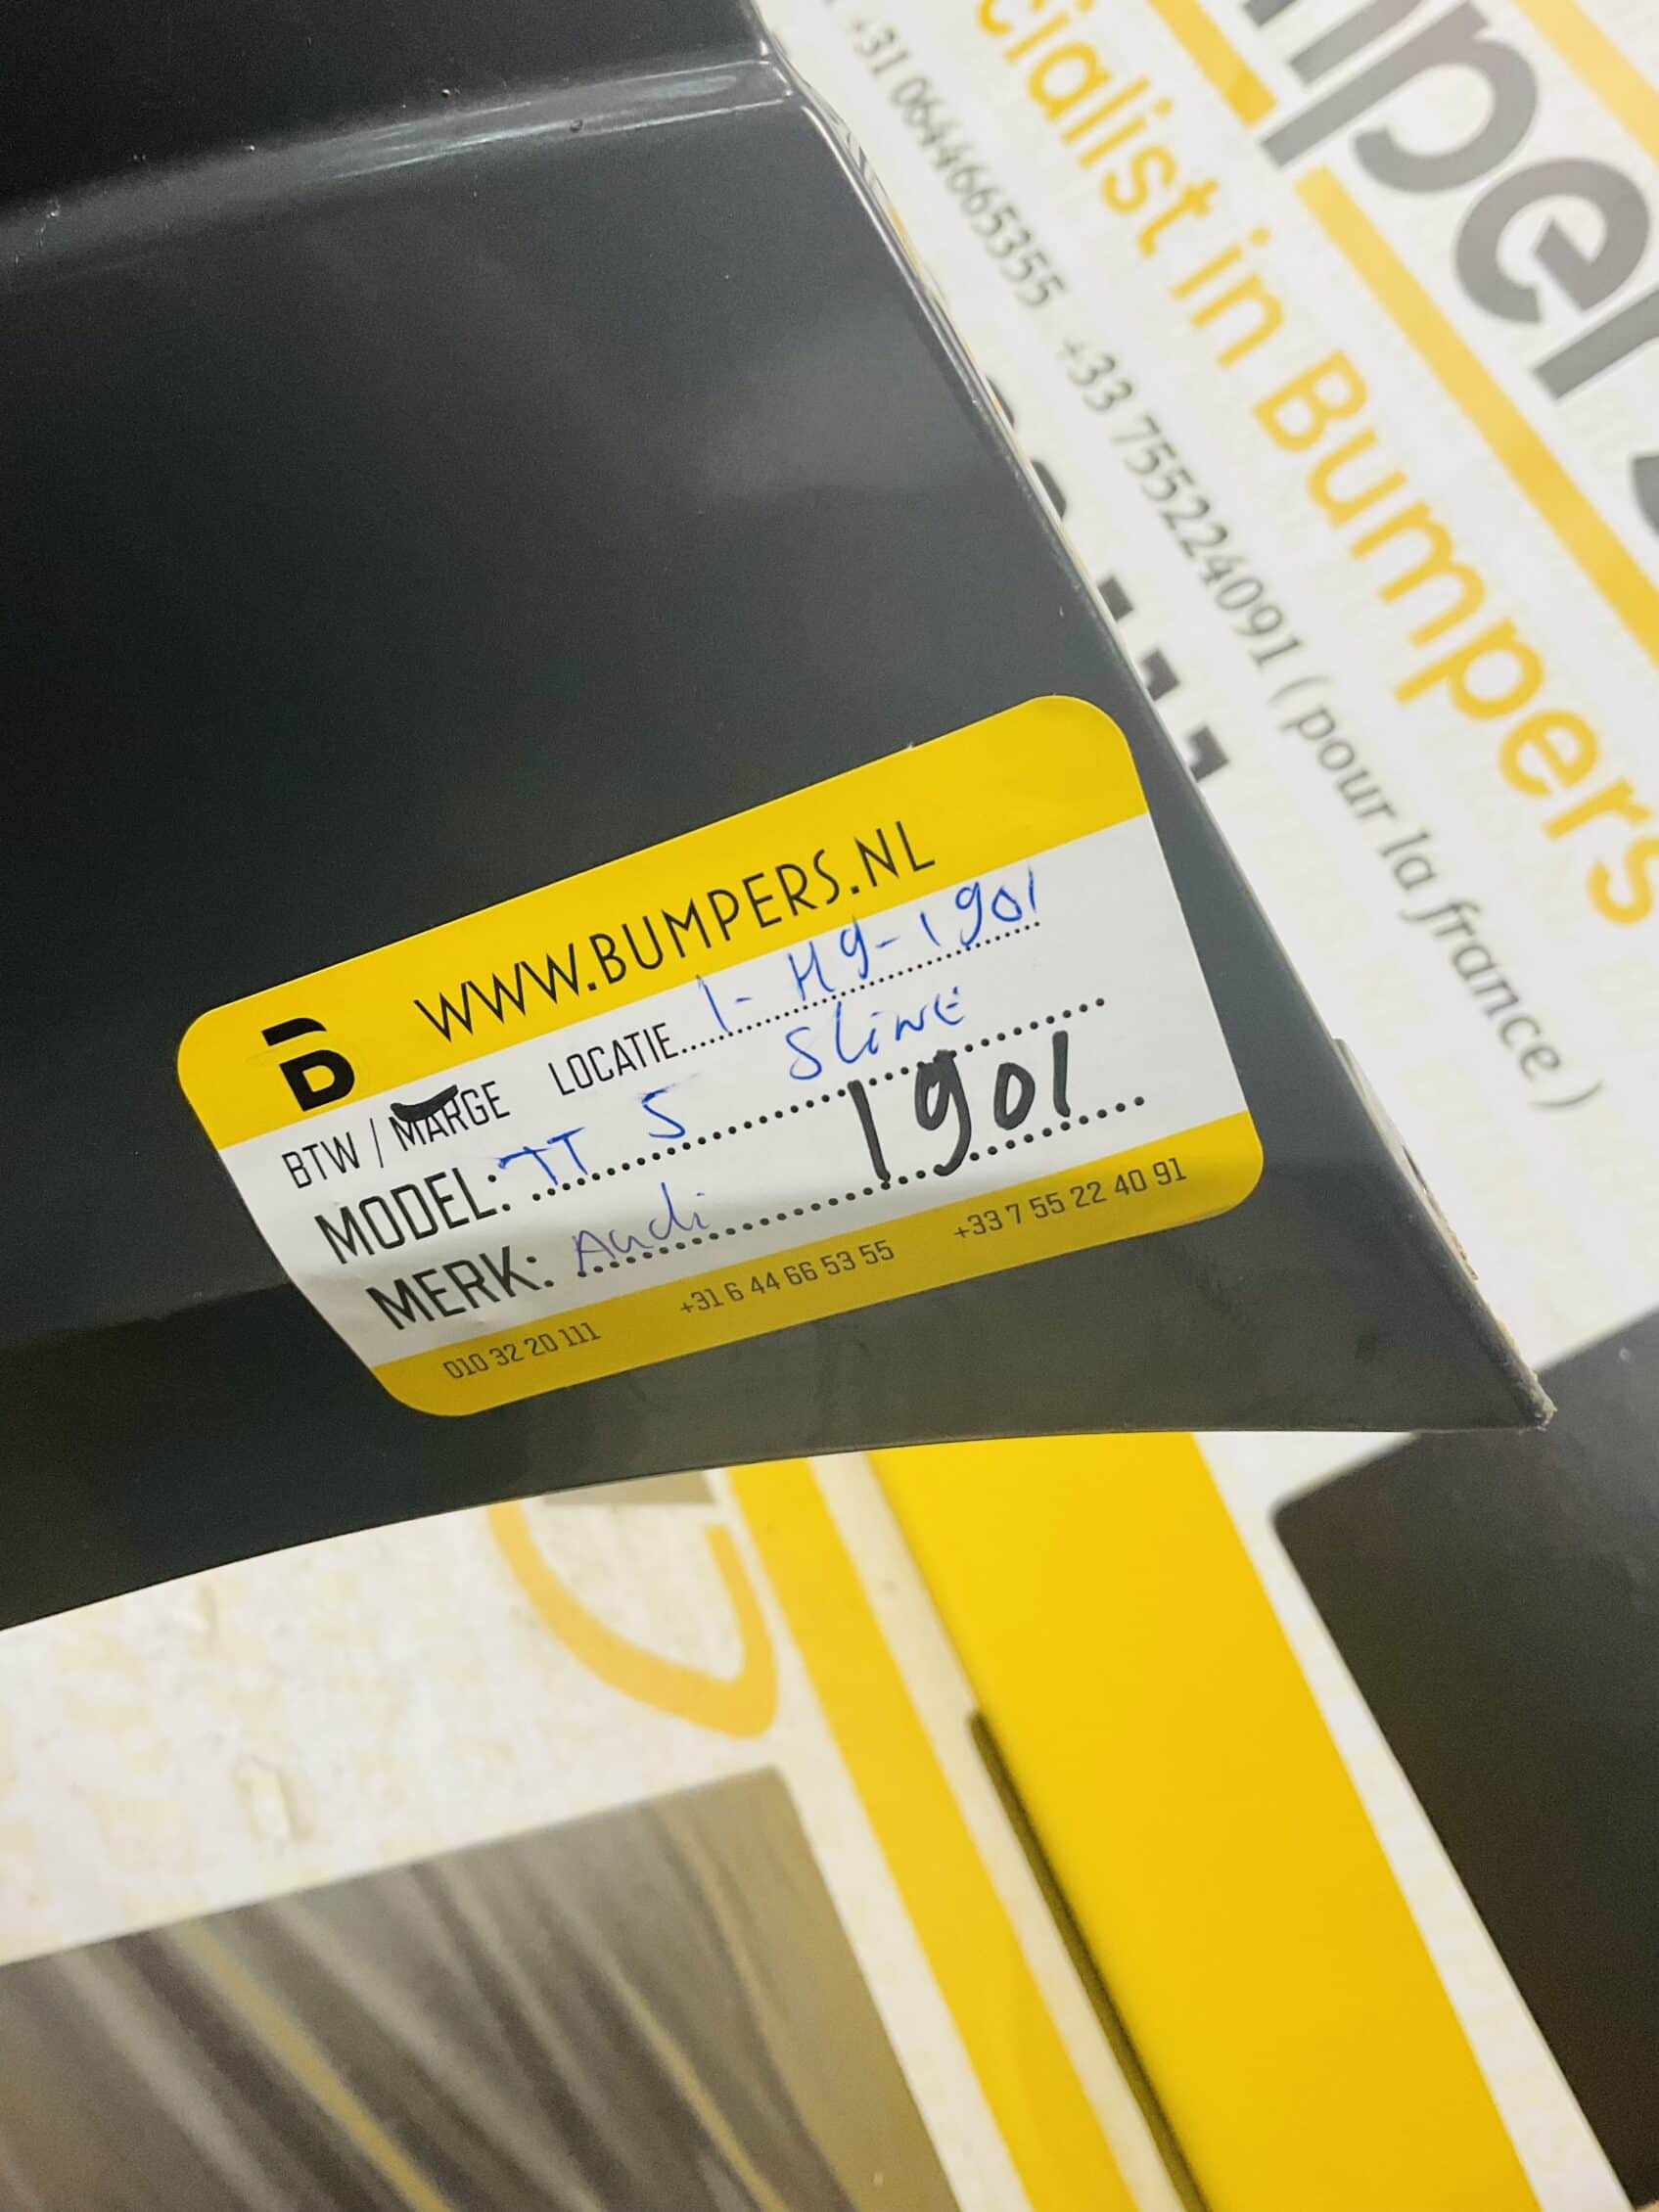 +31 0644665355 +33 7555224091 ( pour la france )
in Bumpers
B WWW.BUMPERS.NL
BTW / MARGE LOCATIE 1-H9-1901
MODEL: TT S Sline
MERK: Audi 1901
010 32 20 111 +31 6 44 66 53 55 +33 7 55 22 40 91